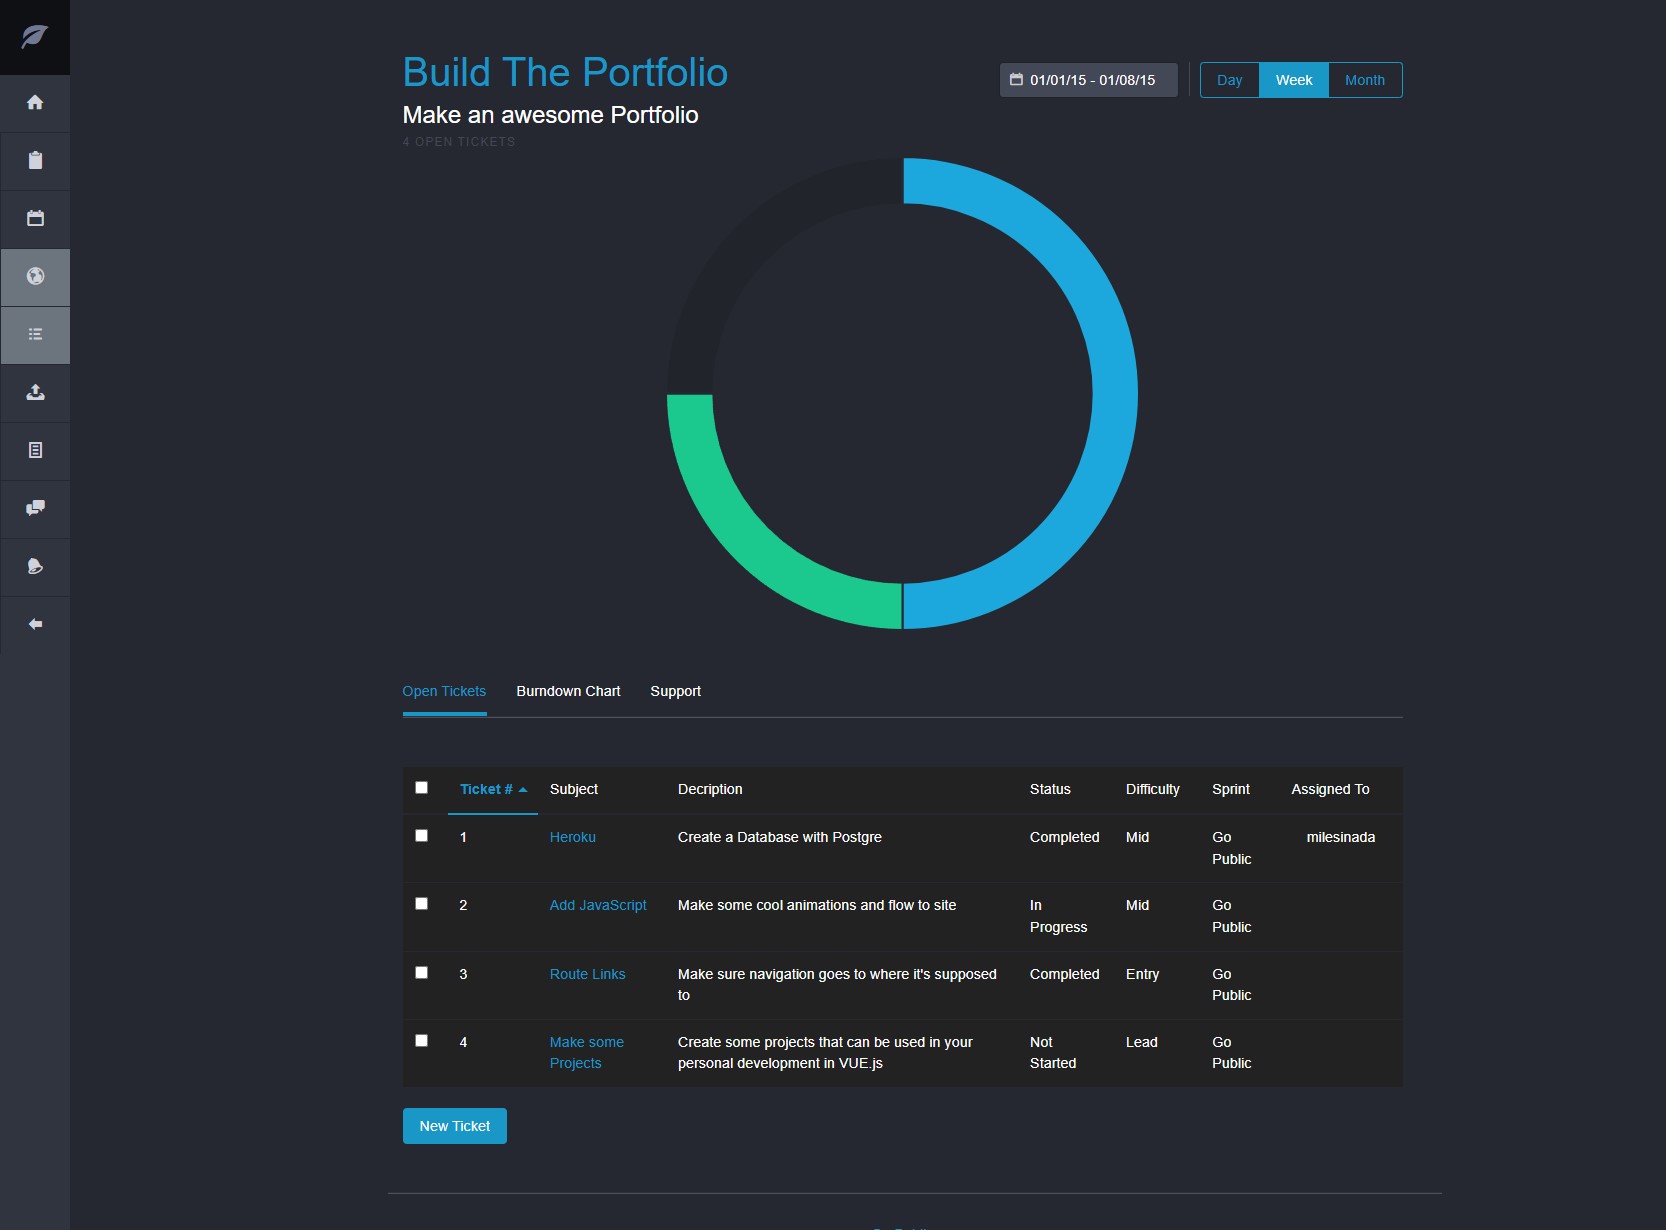 Build The Portfolio
Make an awesome Portfolio
4 OPEN TICKETS
01/01/15 - 01/08/15
Day Week Month
Open Tickets Burndown Chart Support
Ticket # Subject Decription Status Difficulty Sprint Assigned To
1 Heroku Create a Database with Postgre Completed Mid Go milesinada
Public
2 Add JavaScript Make some cool animations and flow to site In Mid Go
Progress Public
3 Route Links Make sure navigation goes to where it's supposed Completed Entry Go
to Public
4 Make some Create some projects that can be used in your Not Lead Go
Projects personal development in VUE.js Started Public
New Ticket